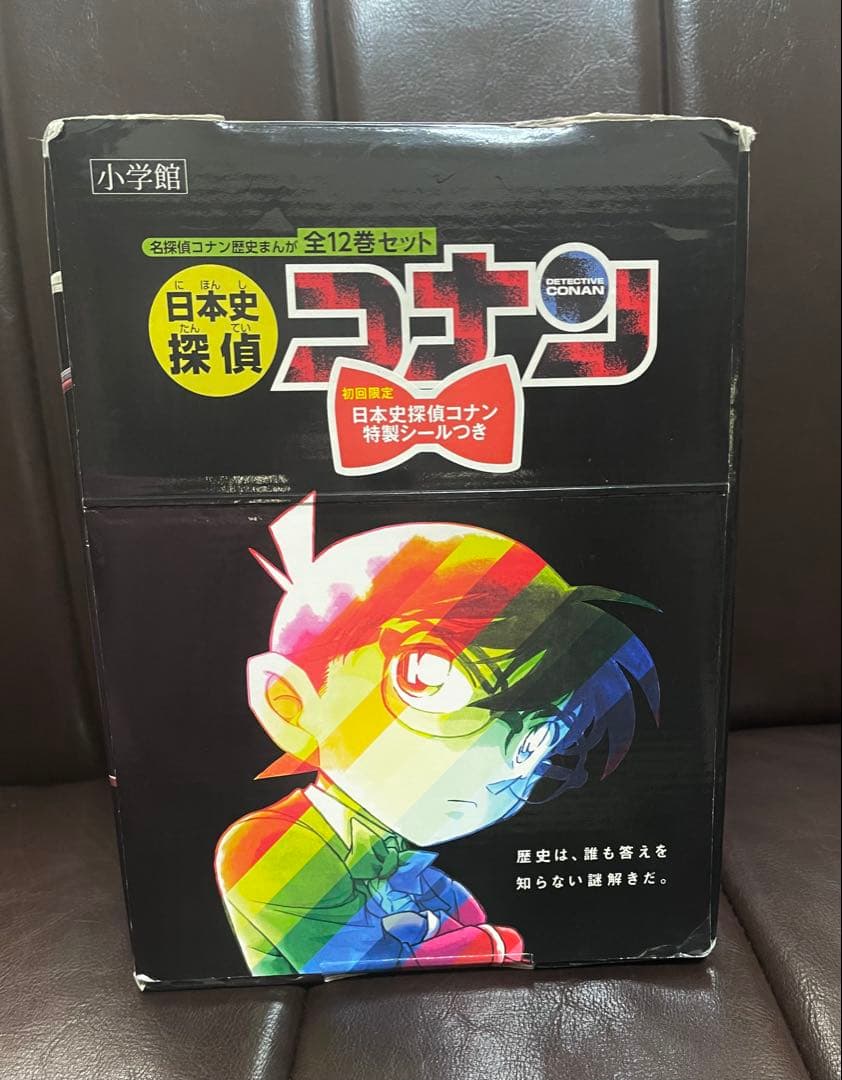 小学館
名探偵コナン歴史まんが 全12巻セット
にほんし
日本史
たんてい
探偵
コナン
DETECTIVE
CONAN
初回限定
日本史探偵コナン
特製シールつき
歴史は、誰も答えを
知らない謎解きだ。